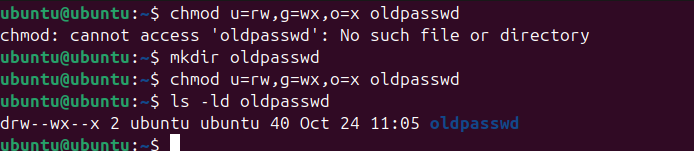 ubuntu@ubuntu:~$ chmod u=rw,g=wx,o=x oldpasswd
chmod: cannot access 'oldpasswd': No such file or directory
ubuntu@ubuntu:~$ mkdir oldpasswd
ubuntu@ubuntu:~$ chmod u=rw,g=wx,o=x oldpasswd
ubuntu@ubuntu:~$ ls -ld oldpasswd
drw--wx--x 2 ubuntu ubuntu 40 Oct 24 11:05 oldpasswd
ubuntu@ubuntu:~$